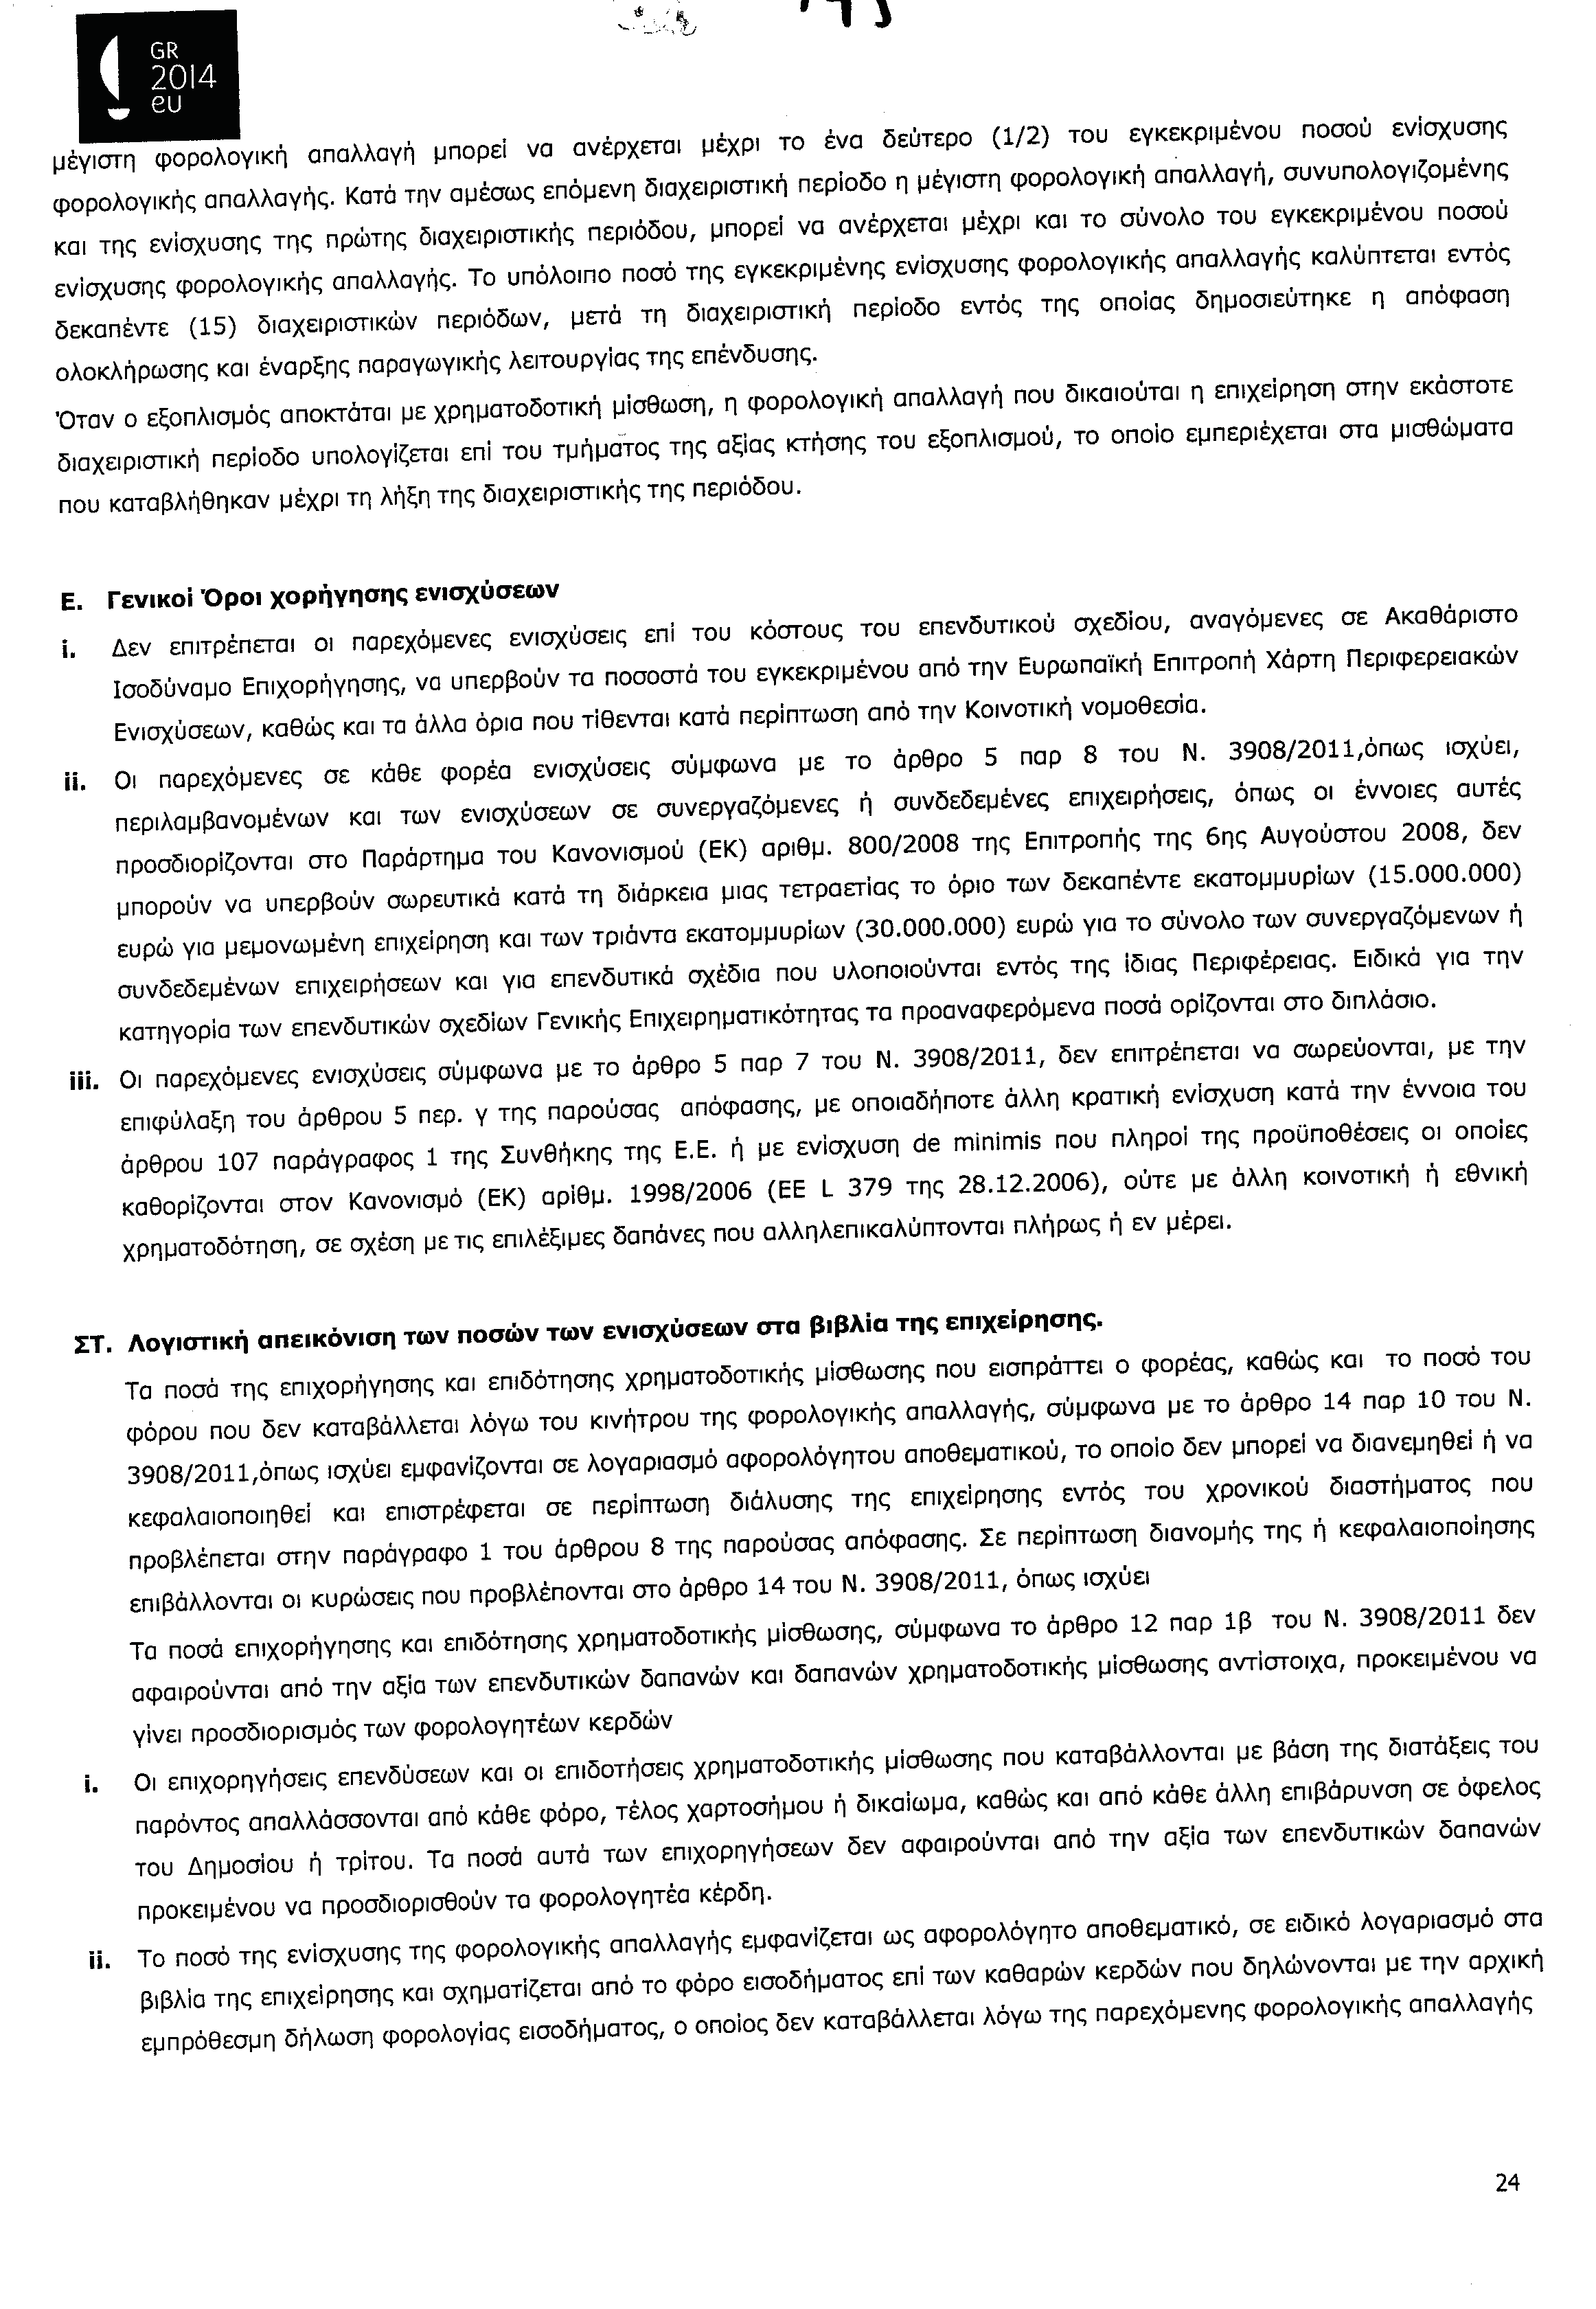 GR
2014
eu
μέγιστη φορολογική απαλλαγή μπορεί να ανέρχεται μέχρι το ένα δεύτερο (1/2) του εγκεκριμένου ποσού ενίσχυσης
φορολογικής απαλλαγής. Κατά την αμέσως επόμενη διαχειριστική περίοδο η μέγιστη φορολογική απαλλαγή, συνυπολογιζομένης
και της ενίσχυσης της πρώτης διαχειριστικής περιόδου, μπορεί να ανέρχεται μέχρι και το σύνολο του εγκεκριμένου ποσού
ενίσχυσης φορολογικής απαλλαγής. Το υπόλοιπο ποσό της εγκεκριμένης ενίσχυσης φορολογικής απαλλαγής καλύπτεται εντός
δεκαπέντε (15) διαχειριστικών περιόδων, μετά τη διαχειριστική περίοδο εντός της οποίας δημοσιεύτηκε η απόφαση
ολοκλήρωσης και έναρξης παραγωγικής λειτουργίας της επένδυσης.
Όταν ο εξοπλισμός αποκτάται με χρηματοδοτική μίσθωση, η φορολογική απαλλαγή που δικαιούται η επιχείρηση στην εκάστοτε
διαχειριστική περίοδο υπολογίζεται επί του τμήματος της αξίας κτήσης του εξοπλισμού, το οποίο εμπεριέχεται στα μισθώματα
που καταβλήθηκαν μέχρι τη λήξη της διαχειριστικής της περιόδου.
Ε. Γενικοί Όροι χορήγησης ενισχύσεων
i. Δεν επιτρέπεται οι παρεχόμενες ενισχύσεις επί του κόστους του επενδυτικού σχεδίου, αναγόμενες σε Ακαθάριστο
Ισοδύναμο Επιχορήγησης, να υπερβούν τα ποσοστά του εγκεκριμένου από την Ευρωπαϊκή Επιτροπή Χάρτη Περιφερειακών
Ενισχύσεων, καθώς και τα άλλα όρια που τίθενται κατά περίπτωση από την Κοινοτική νομοθεσία.
ii. Οι παρεχόμενες σε κάθε φορέα ενισχύσεις σύμφωνα με το άρθρο 5 παρ 8 του Ν. 3908/2011,όπως ισχύει,
περιλαμβανομένων και των ενισχύσεων σε συνεργαζόμενες ή συνδεδεμένες επιχειρήσεις, όπως οι έννοιες αυτές
προσδιορίζονται στο Παράρτημα του Κανονισμού (ΕΚ) αριθμ. 800/2008 της Επιτροπής της 6ης Αυγούστου 2008, δεν
μπορούν να υπερβούν σωρευτικά κατά τη διάρκεια μιας τετραετίας το όριο των δεκαπέντε εκατομμυρίων (15.000.000)
ευρώ για μεμονωμένη επιχείρηση και των τριάντα εκατομμυρίων (30.000.000) ευρώ για το σύνολο των συνεργαζόμενων ή
συνδεδεμένων επιχειρήσεων και για επενδυτικά σχέδια που υλοποιούνται εντός της ίδιας Περιφέρειας. Ειδικά για την
κατηγορία των επενδυτικών σχεδίων Γενικής Επιχειρηματικότητας τα προαναφερόμενα ποσά ορίζονται στο διπλάσιο.
iii. Οι παρεχόμενες ενισχύσεις σύμφωνα με το άρθρο 5 παρ 7 του Ν. 3908/2011, δεν επιτρέπεται να σωρεύονται, με την
επιφύλαξη του άρθρου 5 περ. γ της παρούσας απόφασης, με οποιαδήποτε άλλη κρατική ενίσχυση κατά την έννοια του
άρθρου 107 παράγραφος 1 της Συνθήκης της Ε.Ε. ή με ενίσχυση de minimis που πληροί της προϋποθέσεις οι οποίες
καθορίζονται στον Κανονισμό (ΕΚ) αρίθμ. 1998/2006 (ΕΕ L 379 της 28.12.2006), ούτε με άλλη κοινοτική ή εθνική
χρηματοδότηση, σε σχέση με τις επιλέξιμες δαπάνες που αλληλεπικαλύπτονται πλήρως ή εν μέρει.
ΣΤ. Λογιστική απεικόνιση των ποσών των ενισχύσεων στα βιβλία της επιχείρησης.
Τα ποσά της επιχορήγησης και επιδότησης χρηματοδοτικής μίσθωσης που εισπράττει ο φορέας, καθώς και το ποσό του
φόρου που δεν καταβάλλεται λόγω του κινήτρου της φορολογικής απαλλαγής, σύμφωνα με το άρθρο 14 παρ 10 του Ν.
3908/2011,όπως ισχύει εμφανίζονται σε λογαριασμό αφορολόγητου αποθεματικού, το οποίο δεν μπορεί να διανεμηθεί ή να
κεφαλαιοποιηθεί και επιστρέφεται σε περίπτωση διάλυσης της επιχείρησης εντός του χρονικού διαστήματος που
προβλέπεται στην παράγραφο 1 του άρθρου 8 της παρούσας απόφασης. Σε περίπτωση διανομής της ή κεφαλαιοποίησης
επιβάλλονται οι κυρώσεις που προβλέπονται στο άρθρο 14 του Ν. 3908/2011, όπως ισχύει
Τα ποσά επιχορήγησης και επιδότησης χρηματοδοτικής μίσθωσης, σύμφωνα το άρθρο 12 παρ 1β του Ν. 3908/2011 δεν
αφαιρούνται από την αξία των επενδυτικών δαπανών και δαπανών χρηματοδοτικής μίσθωσης αντίστοιχα, προκειμένου να
γίνει προσδιορισμός των φορολογητέων κερδών
i. Οι επιχορηγήσεις επενδύσεων και οι επιδοτήσεις χρηματοδοτικής μίσθωσης που καταβάλλονται με βάση της διατάξεις του
παρόντος απαλλάσσονται από κάθε φόρο, τέλος χαρτοσήμου ή δικαίωμα, καθώς και από κάθε άλλη επιβάρυνση σε όφελος
του Δημοσίου ή τρίτου. Τα ποσά αυτά των επιχορηγήσεων δεν αφαιρούνται από την αξία των επενδυτικών δαπανών
προκειμένου να προσδιορισθούν τα φορολογητέα κέρδη.
ii. Το ποσό της ενίσχυσης της φορολογικής απαλλαγής εμφανίζεται ως αφορολόγητο αποθεματικό, σε ειδικό λογαριασμό στα
βιβλία της επιχείρησης και σχηματίζεται από το φόρο εισοδήματος επί των καθαρών κερδών που δηλώνονται με την αρχική
εμπρόθεσμη δήλωση φορολογίας εισοδήματος, ο οποίος δεν καταβάλλεται λόγω της παρεχόμενης φορολογικής απαλλαγής
24